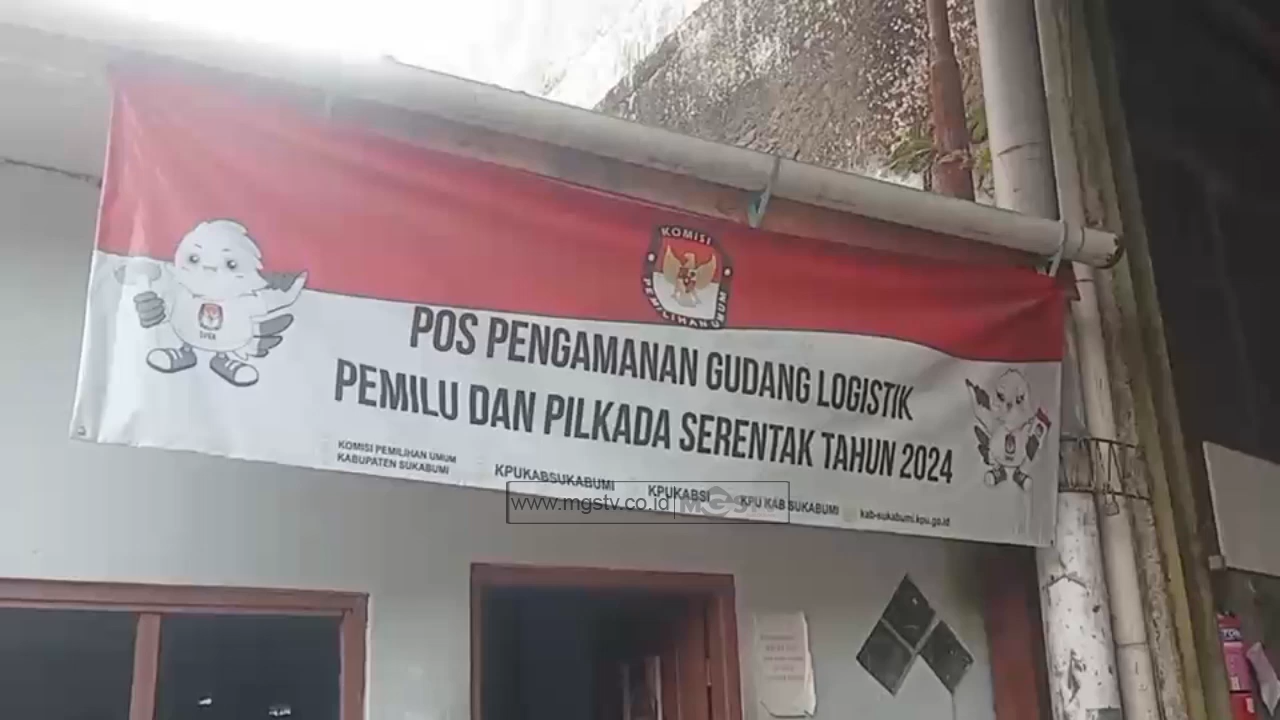 KOMISI
PEMILIHAN UMUM
POS PENGAMANAN GUDANG LOGISTIK
PEMILU DAN PILKADA SERENTAK TAHUN 2024
KOMISI PEMILIHAN UMUM
KABUPATEN SUKABUMI
KPUKABSUKABUMI
KPUKABSI
KPU KAB SUKABUMI
kab-sukabumi.kpu.go.id
www.mgstv.co.id